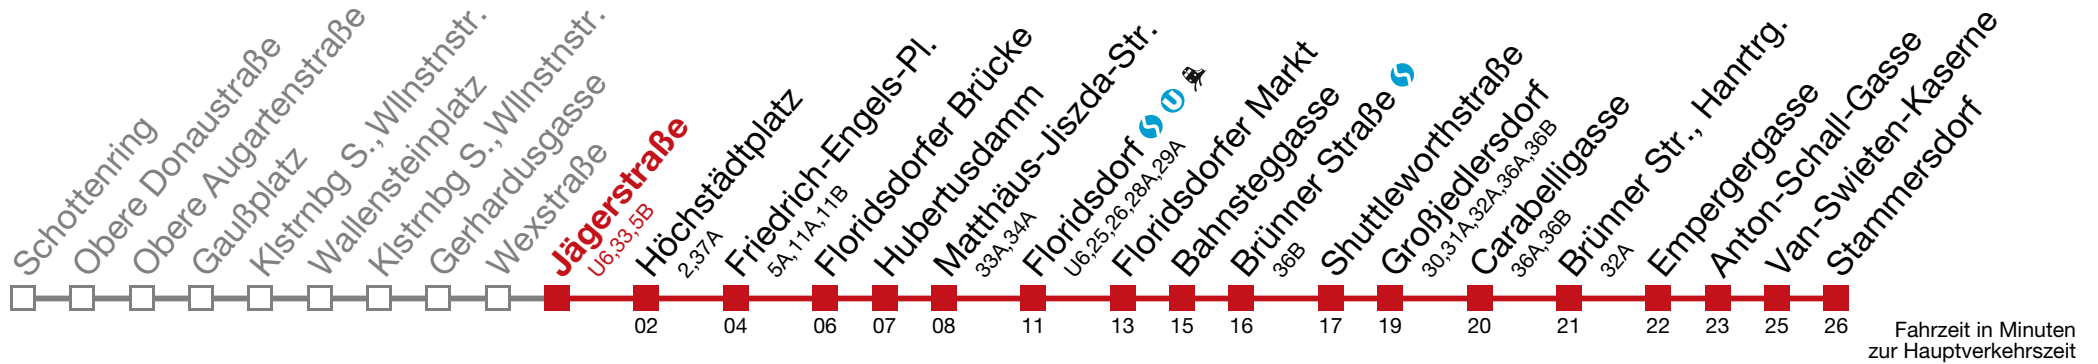 Schottenring
Obere Donaustraße
Obere Augartenstraße
Gaußplatz
Klstrnbg S., Wllnstnstr.
Wallensteinplatz
Klstrnbg S., Wllnstnstr.
Gerhardusgasse
Wexstraße
Jägerstraße
U6,33,5B
Höchstädtplatz
2,37A
Friedrich-Engels-Pl.
5A,11A,11B
Floridsdorfer Brücke
Hubertusdamm
Matthäus-Jiszda-Str.
33A,34A
Floridsdorf S U
U6,25,26,28A,29A
Floridsdorfer Markt
Bahnsteggasse
Brünner Straße S
36B
Shuttleworthstraße
Großjedlersdorf
30,31A,32A,36A,36B
Carabelligasse
36A,36B
Brünner Str., Hanrtrg.
32A
Empergergasse
Anton-Schall-Gasse
Van-Swieten-Kaserne
Stammersdorf
02 04 06 07 08 11 13 15 16 17 19 20 21 22 23 25 26
Fahrzeit in Minuten
zur Hauptverkehrszeit